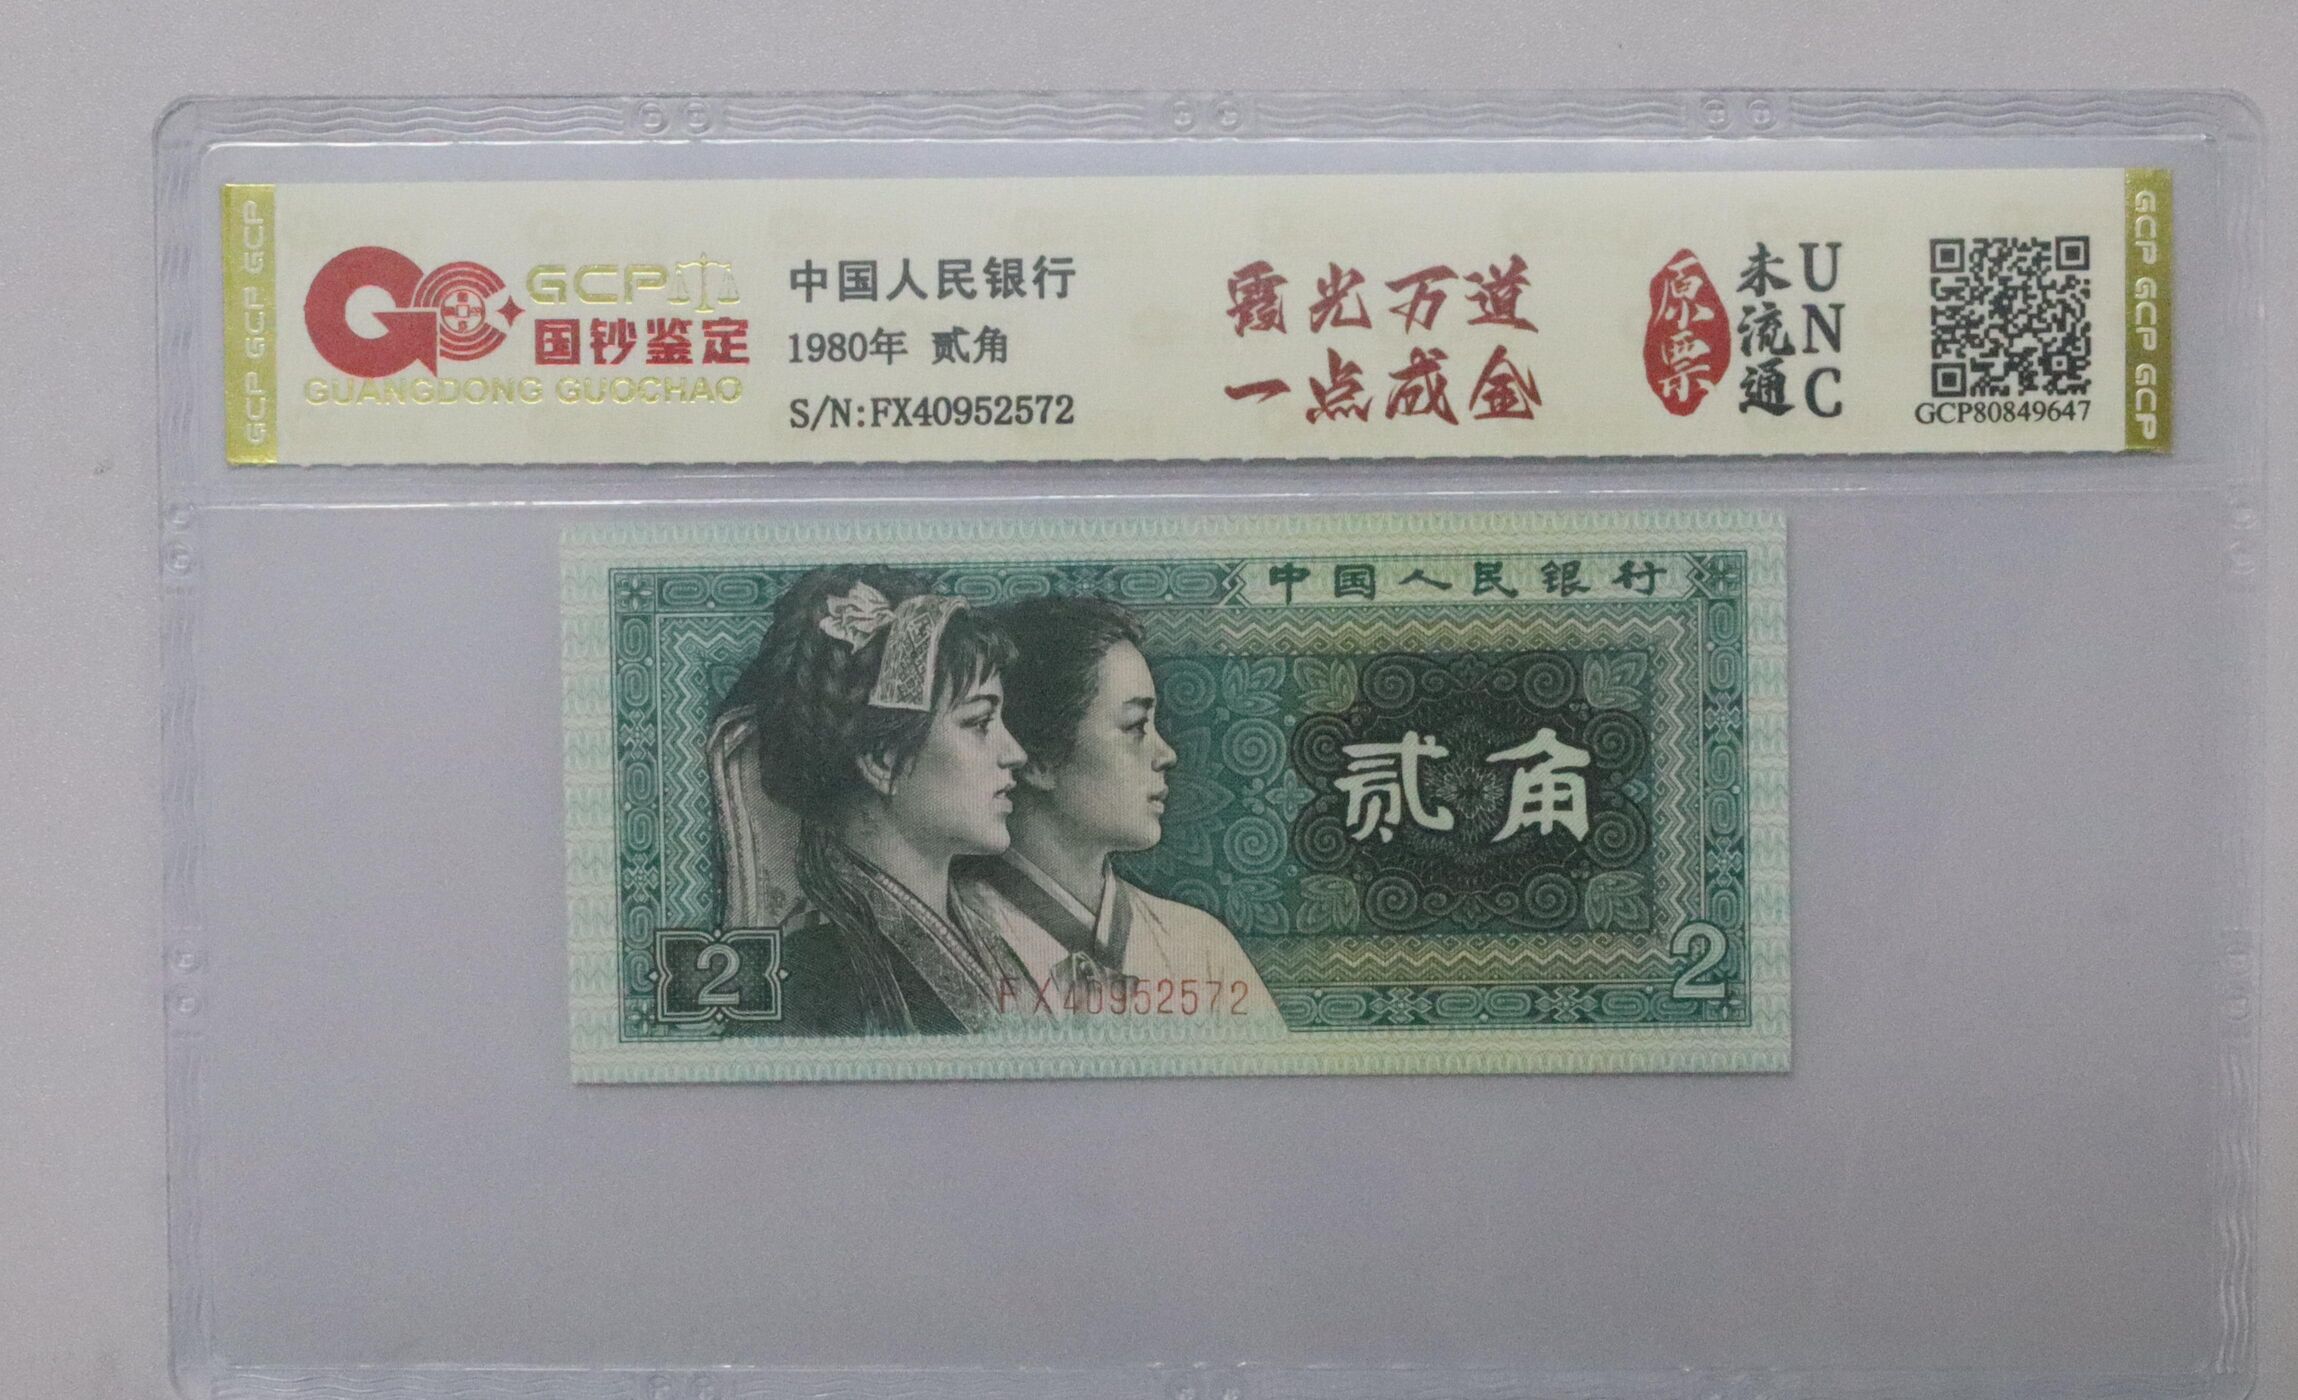 GCP GCP GCP
GCP
国钞鉴定
GUANGDONG GUOCHAO
中国人民银行
1980年 贰角
S/N:FX40952572
霞光万道
一点成金
原票
未流通
UNC
GCP80849647
GCP GCP GCP
中国人民银行
贰角
2
FX40952572
2